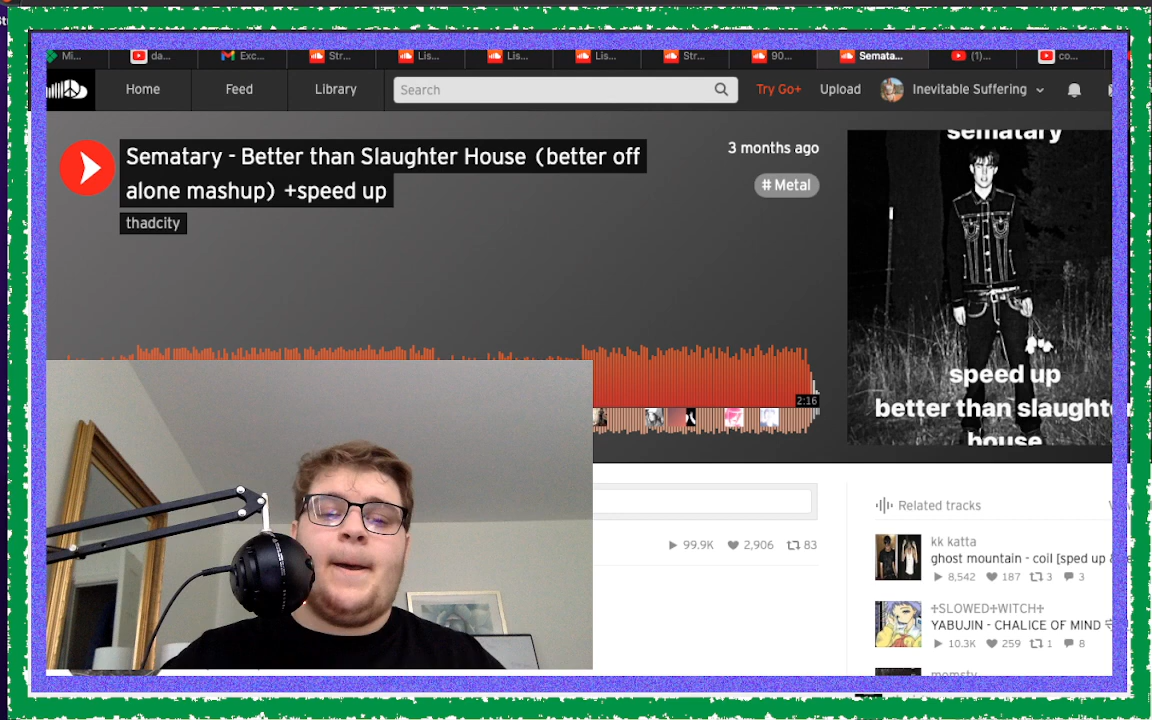 Mi...
da...
Exc...
Str...
Lis...
Lis...
Lis...
Str...
90...
Semata...
(1)...
co...
Home
Feed
Library
Search
Try Go+
Upload
Inevitable Suffering
Sematary - Better than Slaughter House (better off
alone mashup) +speed up
thadcity
3 months ago
# Metal
2:16
sematary
speed up
better than slaught
house
99.9K
2,906
83
Related tracks
kk katta
ghost mountain - coil [sped up
8,542
187
3
3
♰SLOWED♰WITCH♰
YABUJIN - CHALICE OF MIND
10.3K
259
1
8
momsty